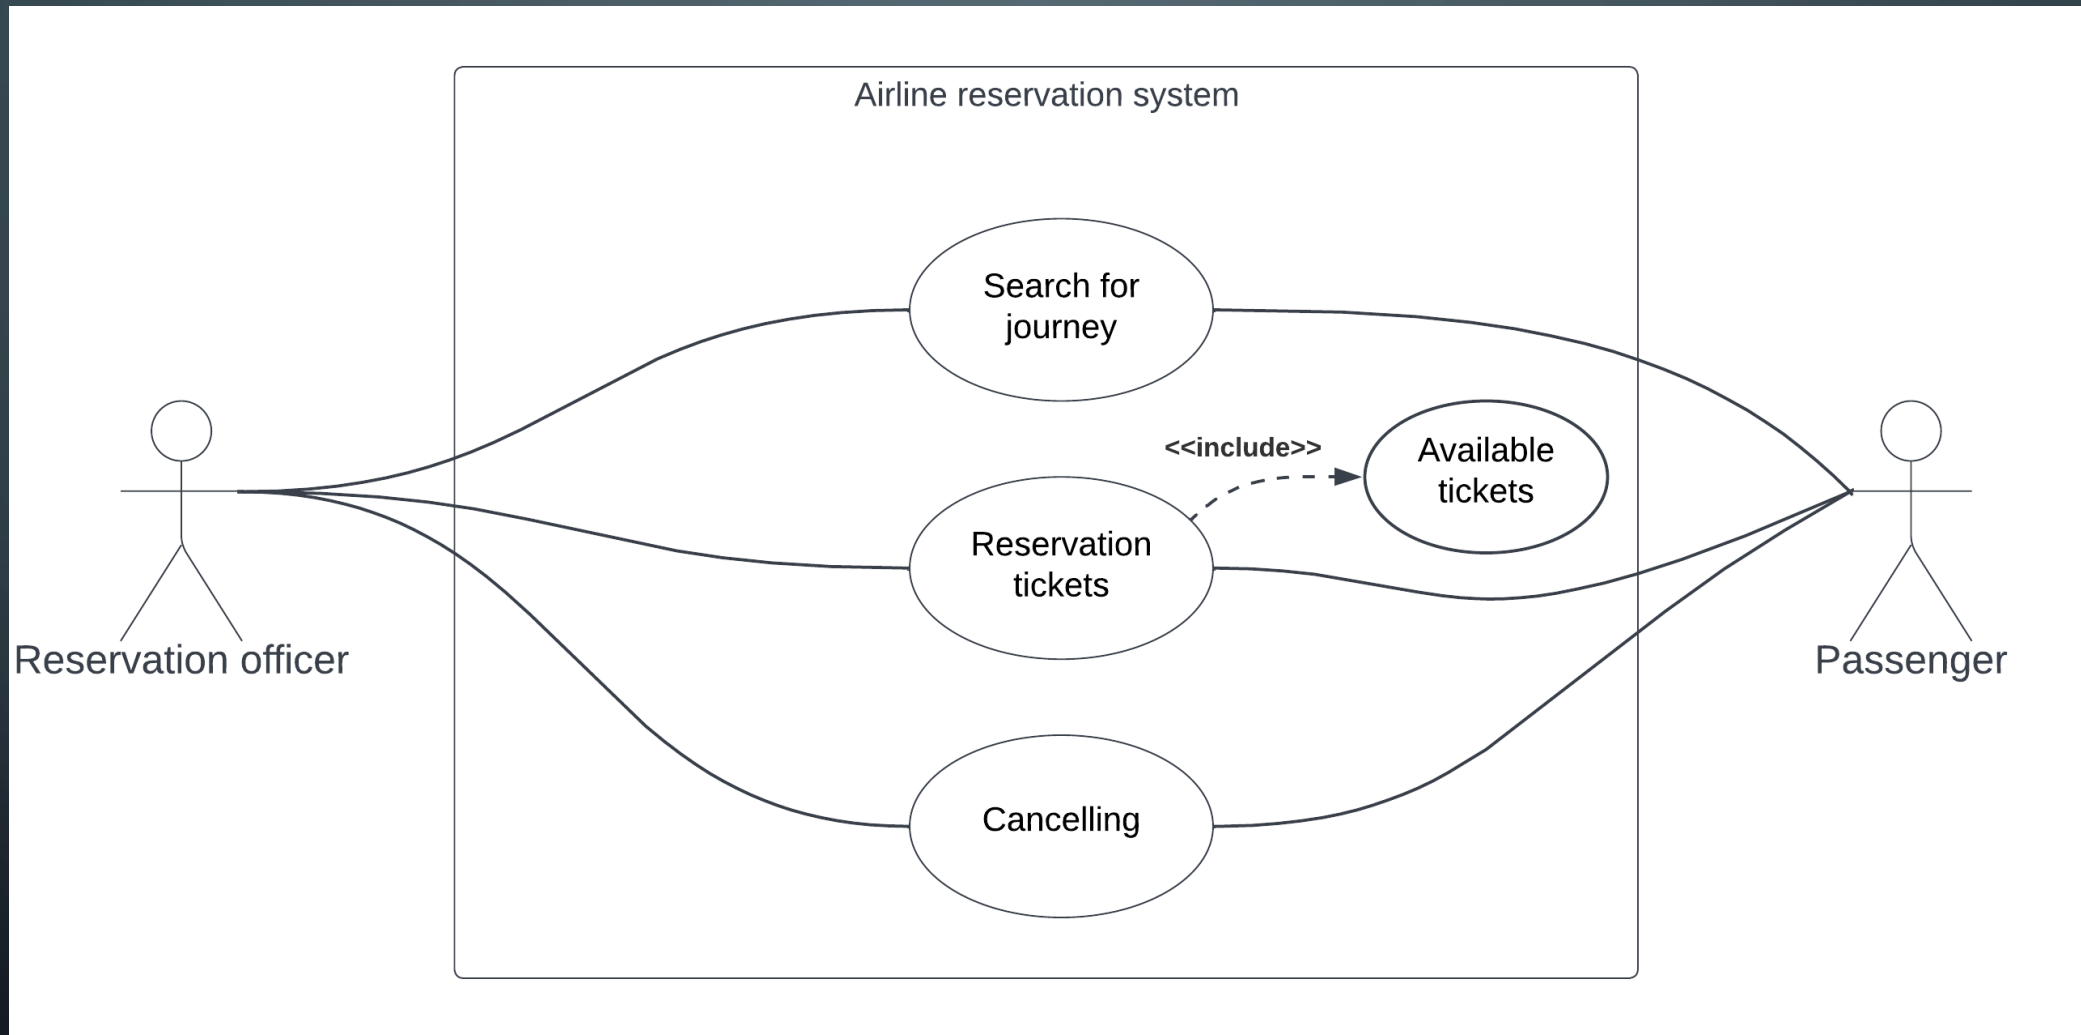 Airline reservation system
Search for
journey
<<include>>
Available
tickets
Reservation
tickets
Reservation officer
Passenger
Cancelling